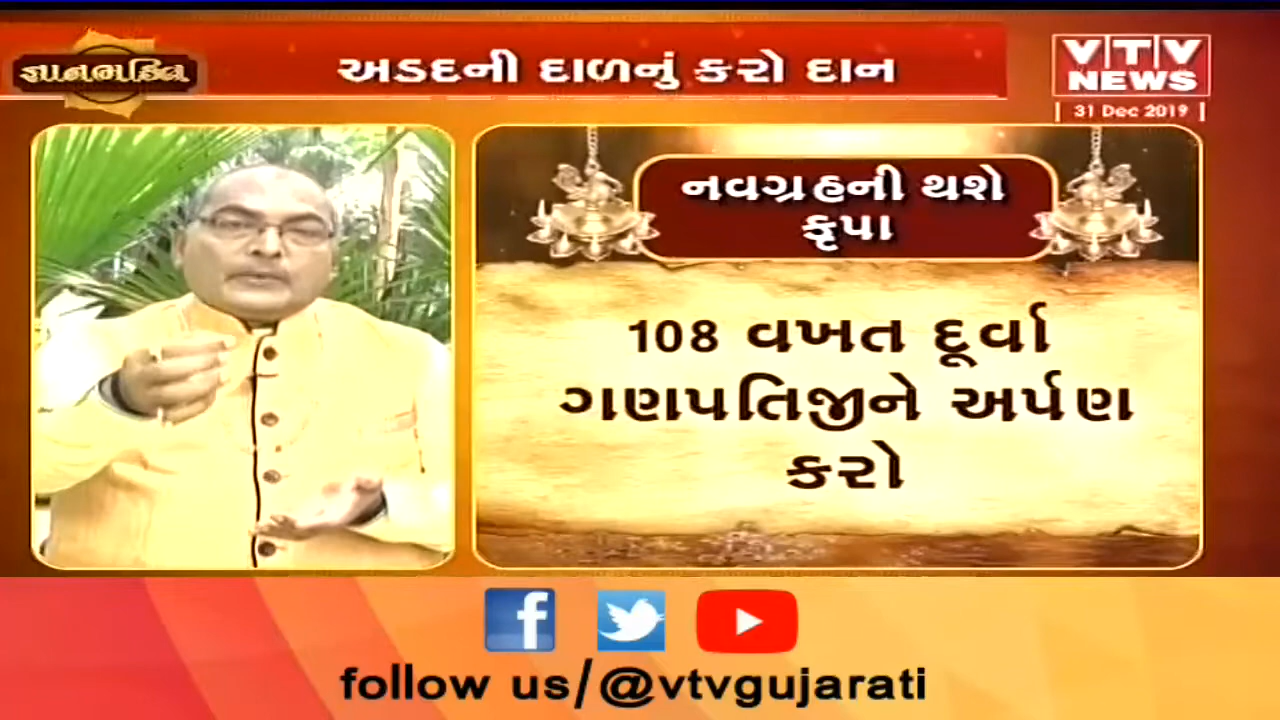 જ્ઞાનભક્તિ
અડદની દાળનું કરો દાન
VTV
NEWS
31 Dec 2019
નવગ્રહની થશે
કૃપા
108 વખત દૂર્વા
ગણપતિજીને અર્પણ
કરો
follow us/@vtvgujarati